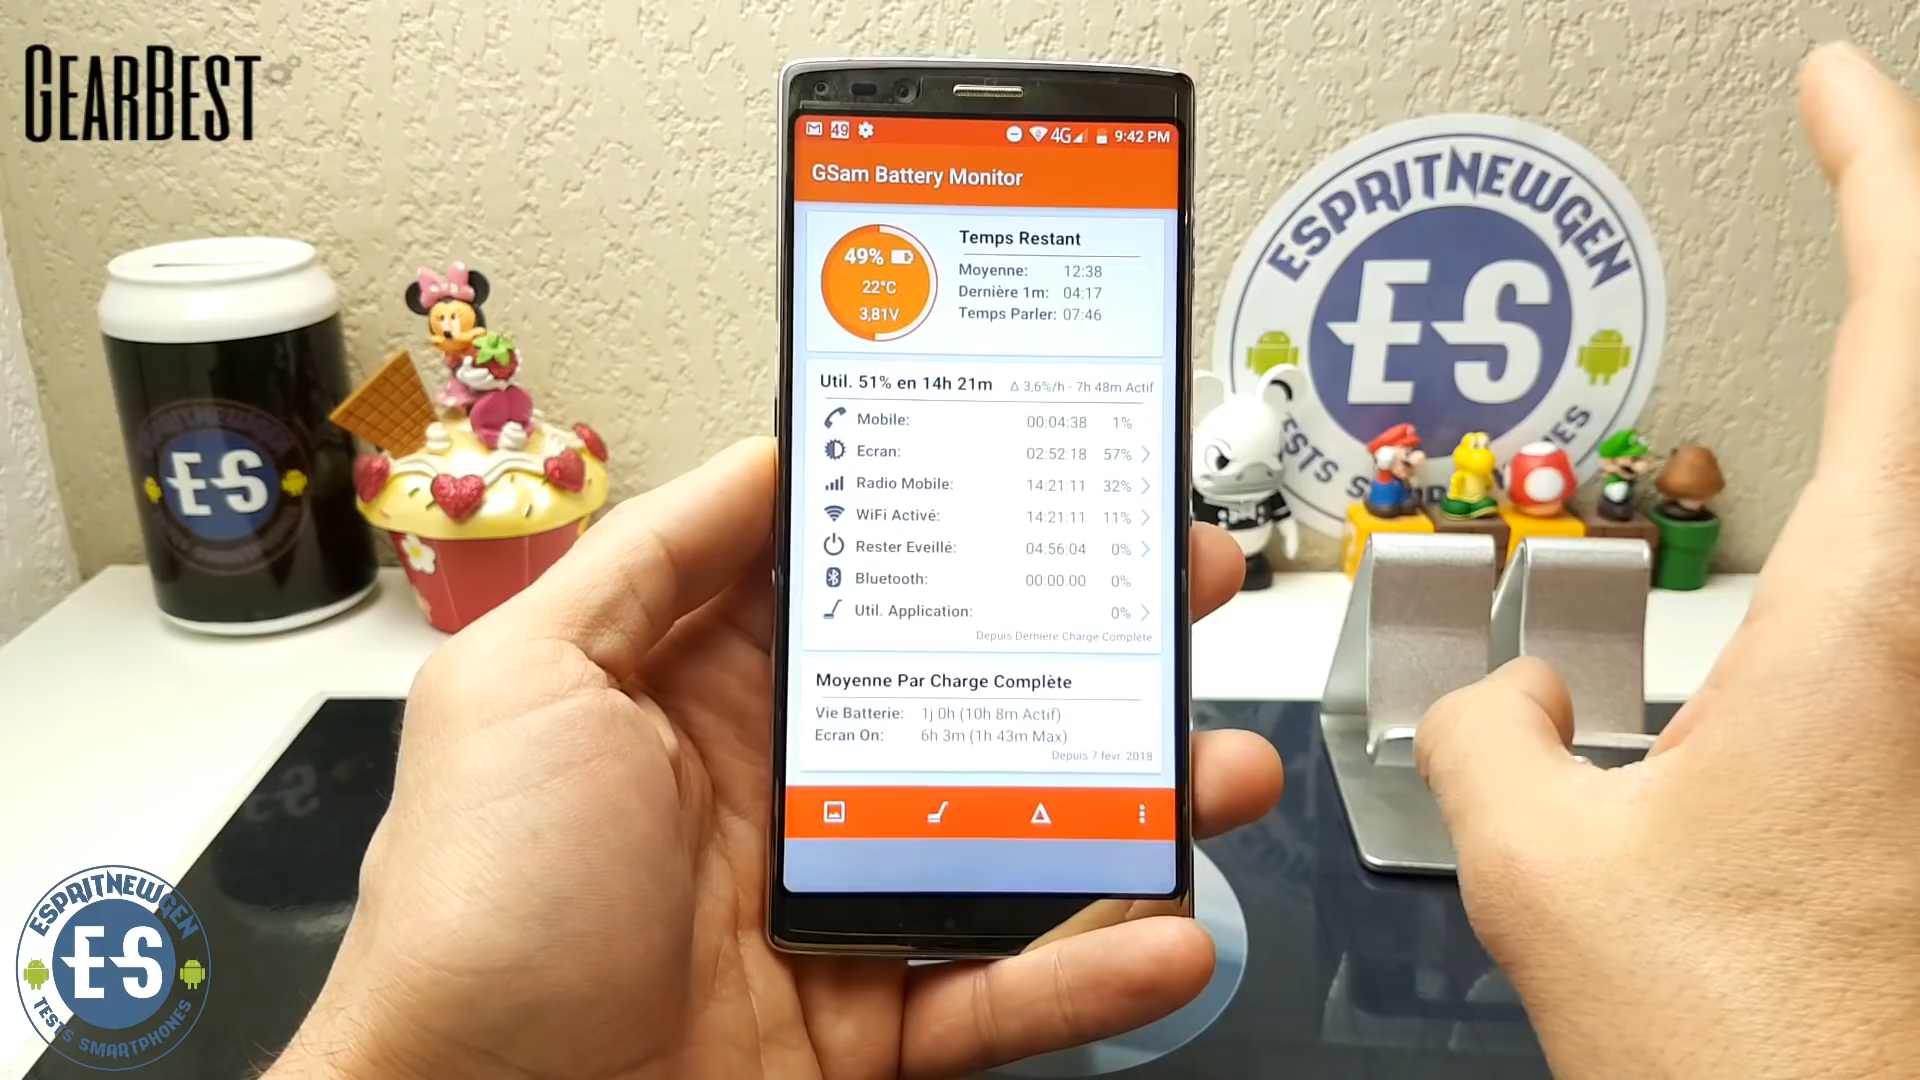 GEARBEST
49
4G
9:42 PM
GSam Battery Monitor
49%
22°C
3,81V
Temps Restant
Moyenne: 12:38
Dernière 1m: 04:17
Temps Parler: 07:46
Util. 51% en 14h 21m Δ 3,6%/h - 7h 48m Actif
Mobile: 00:04:38 1%
Ecran: 02:52:18 57%
Radio Mobile: 14:21:11 32%
WiFi Activé: 14:21:11 11%
Rester Eveillé: 04:56:04 0%
Bluetooth: 00:00:00 0%
Util. Application: 0%
Depuis Dernière Charge Complète
Moyenne Par Charge Complète
Vie Batterie: 1j 0h (10h 8m Actif)
Ecran On: 6h 3m (1h 43m Max)
Depuis 7 févr. 2018
ESPRITNEWGEN
ES
TESTS
ES
ESPRITNEWGEN
ES
TESTS SMARTPHONES